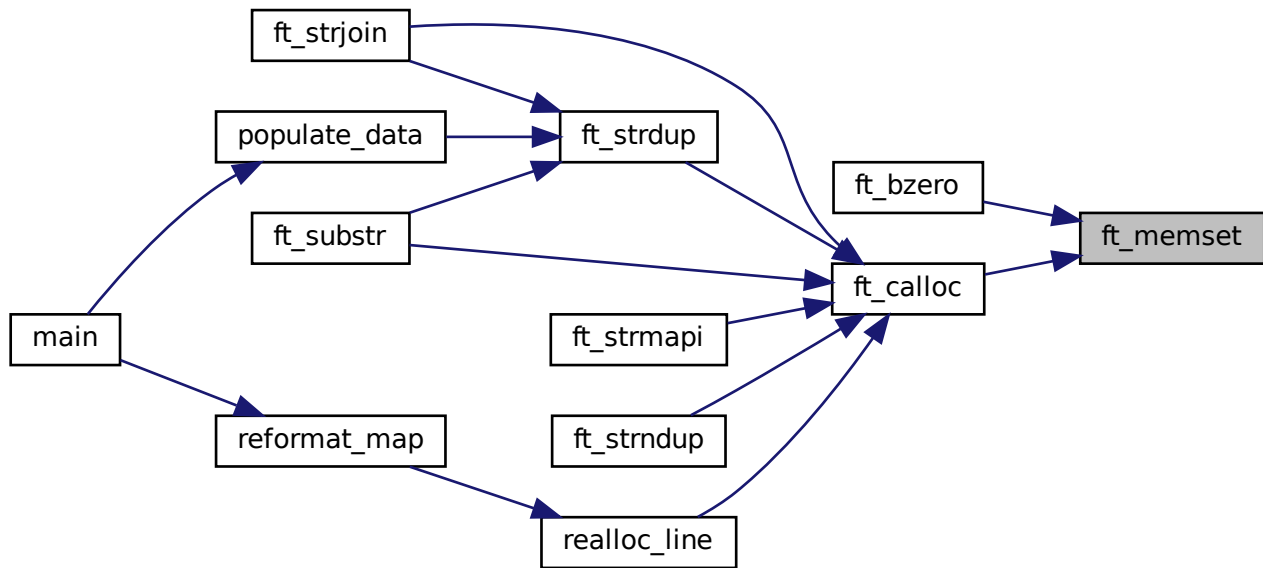 ft_strjoin
populate_data
ft_strdup
ft_bzero
ft_substr
ft_memset
ft_calloc
main
ft_strmapi
reformat_map
ft_strndup
realloc_line